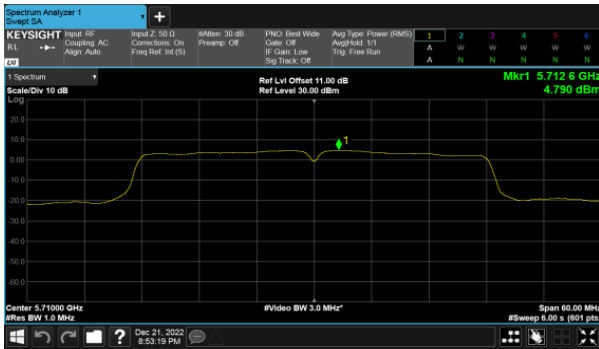 Spectrum Analyzer 1
Swept SA
+
KEYSIGHT Input: RF Input Z: 50 Ω #Atten: 30 dB PNO: Best Wide Avg Type: Power (RMS) 1 2 3 4 5 6
RL Coupling: AC Corrections: On Preamp: Off Gate: Off Avg|Hold: 1/1 A W W W W W
Align: Auto Freq Ref: Int (S) IF Gain: Low Trig: Free Run
LXI Sig Track: Off A N N N N N
1 Spectrum Ref Lvl Offset 11.00 dB Mkr1 5.712 6 GHz
Scale/Div 10 dB Ref Level 30.00 dBm 4.790 dBm
Log
20.0
10.0
1
0.00
-10.0
-20.0
-30.0
-40.0
-50.0
-60.0
Center 5.71000 GHz #Video BW 3.0 MHz* Span 60.00 MHz
#Res BW 1.0 MHz #Sweep 6.00 s (601 pts)
? Dec 21, 2022
8:53:19 PM